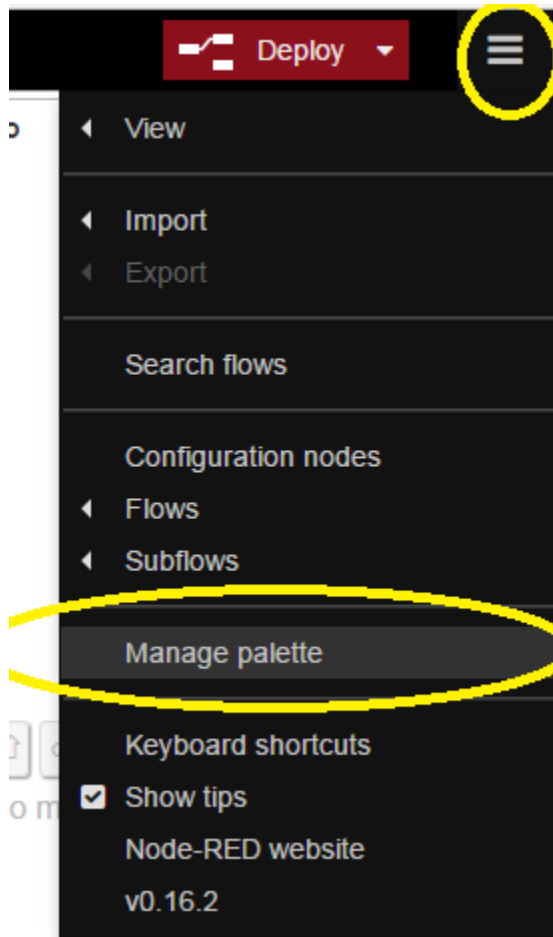 Deploy
View
Import
Export
Search flows
Configuration nodes
Flows
Subflows
Manage palette
Keyboard shortcuts
Show tips
o m
Node-RED website
v0.16.2